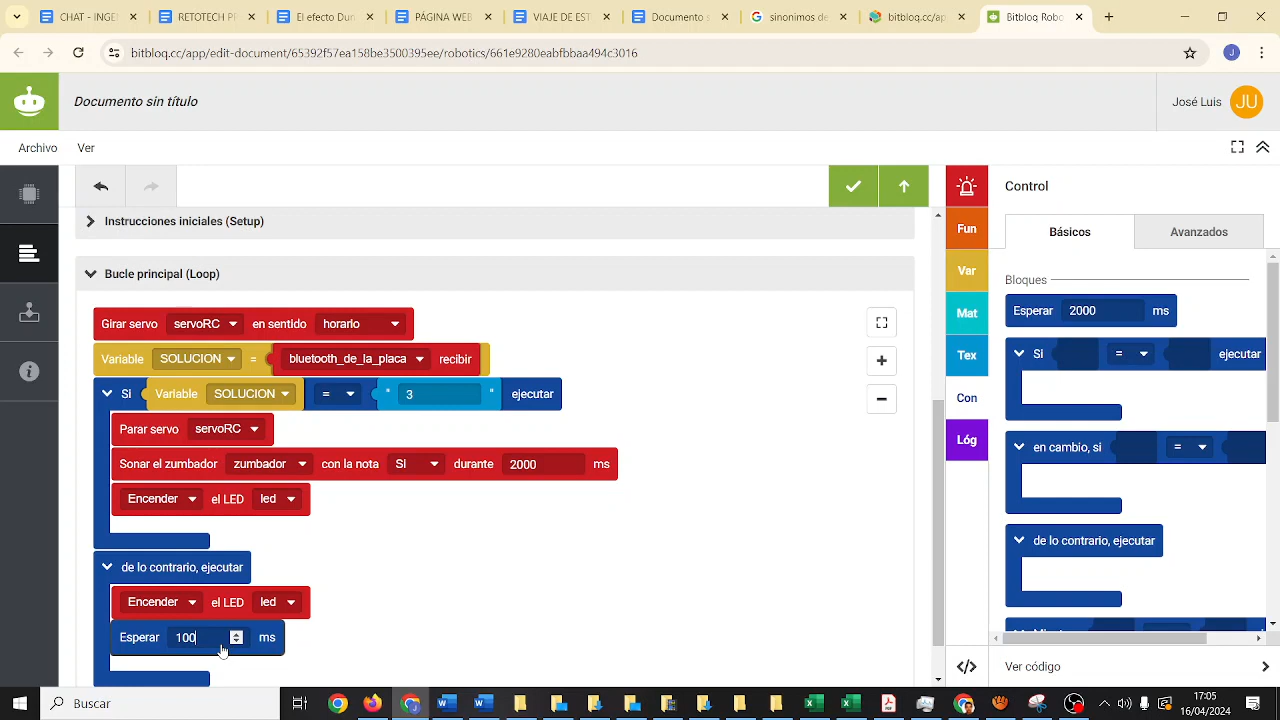 CHAT - INGE
RETOTECH P
El efecto Dun
PÁGINA WEB
VIAJE DE EST
Documento s
sinonimos de
bitbloq.cc/ap
Bitbloq Robo
bitbloq.cc/app/edit-document/65392f57ea158be3500395ee/robotics/661e9280eabfbbaa494c3016
J
Documento sin título
José Luis JU
Archivo Ver
Instrucciones iniciales (Setup)
Bucle principal (Loop)
Girar servo servoRC en sentido horario
Variable SOLUCION = bluetooth_de_la_placa recibir
Si Variable SOLUCION = " 3 " ejecutar
Parar servo servoRC
Sonar el zumbador zumbador con la nota SI durante 2000 ms
Encender el LED led
de lo contrario, ejecutar
Encender el LED led
Esperar 100 ms
Fun
Var
Mat
Tex
Con
Lóg
Control
Básicos Avanzados
Bloques
Esperar 2000 ms
Si = ejecutar
en cambio, si =
de lo contrario, ejecutar
</> Ver código
Buscar
17:05
16/04/2024